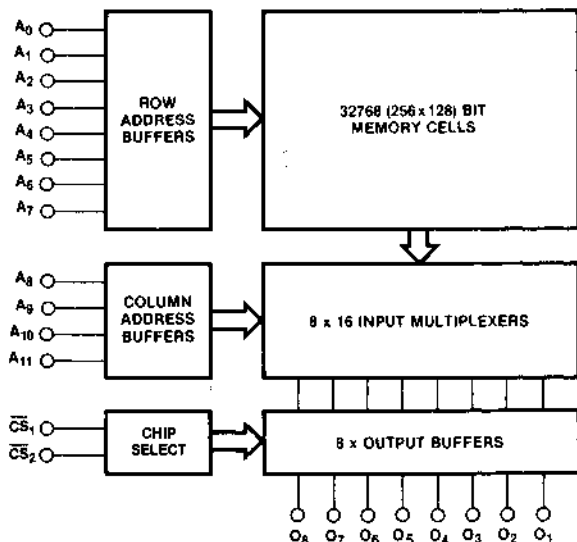 A0
A1
A2
A3
A4
A5
A6
A7
ROW
ADDRESS
BUFFERS
32768 (256 x 128) BIT
MEMORY CELLS
A8
A9
A10
A11
COLUMN
ADDRESS
BUFFERS
8 x 16 INPUT MULTIPLEXERS
C̅S̅1
C̅S̅2
CHIP
SELECT
8 x OUTPUT BUFFERS
O8 O7 O6 O5 O4 O3 O2 O1